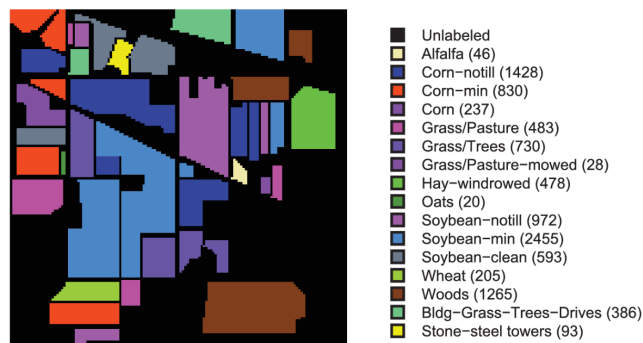 Unlabeled
Alfalfa (46)
Corn−notill (1428)
Corn−min (830)
Corn (237)
Grass/Pasture (483)
Grass/Trees (730)
Grass/Pasture−mowed (28)
Hay−windrowed (478)
Oats (20)
Soybean−notill (972)
Soybean−min (2455)
Soybean−clean (593)
Wheat (205)
Woods (1265)
Bldg−Grass−Trees−Drives (386)
Stone−steel towers (93)